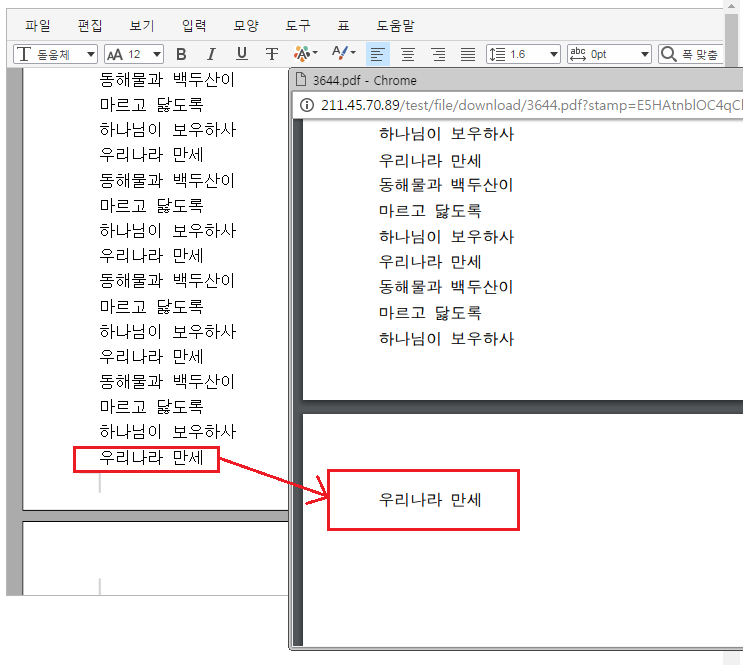 파일 편집 보기 입력 모양 도구 표 도움말
돋움체 AA 12 B I U T A A 1.6 abc 0pt 폭 맞춤
동해물과 백두산이
마르고 닳도록
하나님이 보우하사
우리나라 만세
동해물과 백두산이
마르고 닳도록
하나님이 보우하사
우리나라 만세
동해물과 백두산이
마르고 닳도록
하나님이 보우하사
우리나라 만세
동해물과 백두산이
마르고 닳도록
하나님이 보우하사
우리나라 만세
3644.pdf - Chrome
211.45.70.89/test/file/download/3644.pdf?stamp=E5HAtnblOC4qC
하나님이 보우하사
우리나라 만세
동해물과 백두산이
마르고 닳도록
하나님이 보우하사
우리나라 만세
동해물과 백두산이
마르고 닳도록
하나님이 보우하사
우리나라 만세